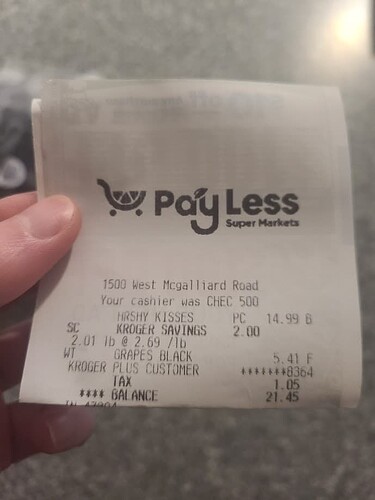 PayLess
Super Markets
1500 West Mcgalliard Road
Your cashier was CHEC 500
HRSHY KISSES PC 14.99 B
SC KROGER SAVINGS 2.00
2.01 lb @ 2.69 /lb
WT GRAPES BLACK 5.41 F
KROGER PLUS CUSTOMER *******8364
TAX 1.05
**** BALANCE 21.45